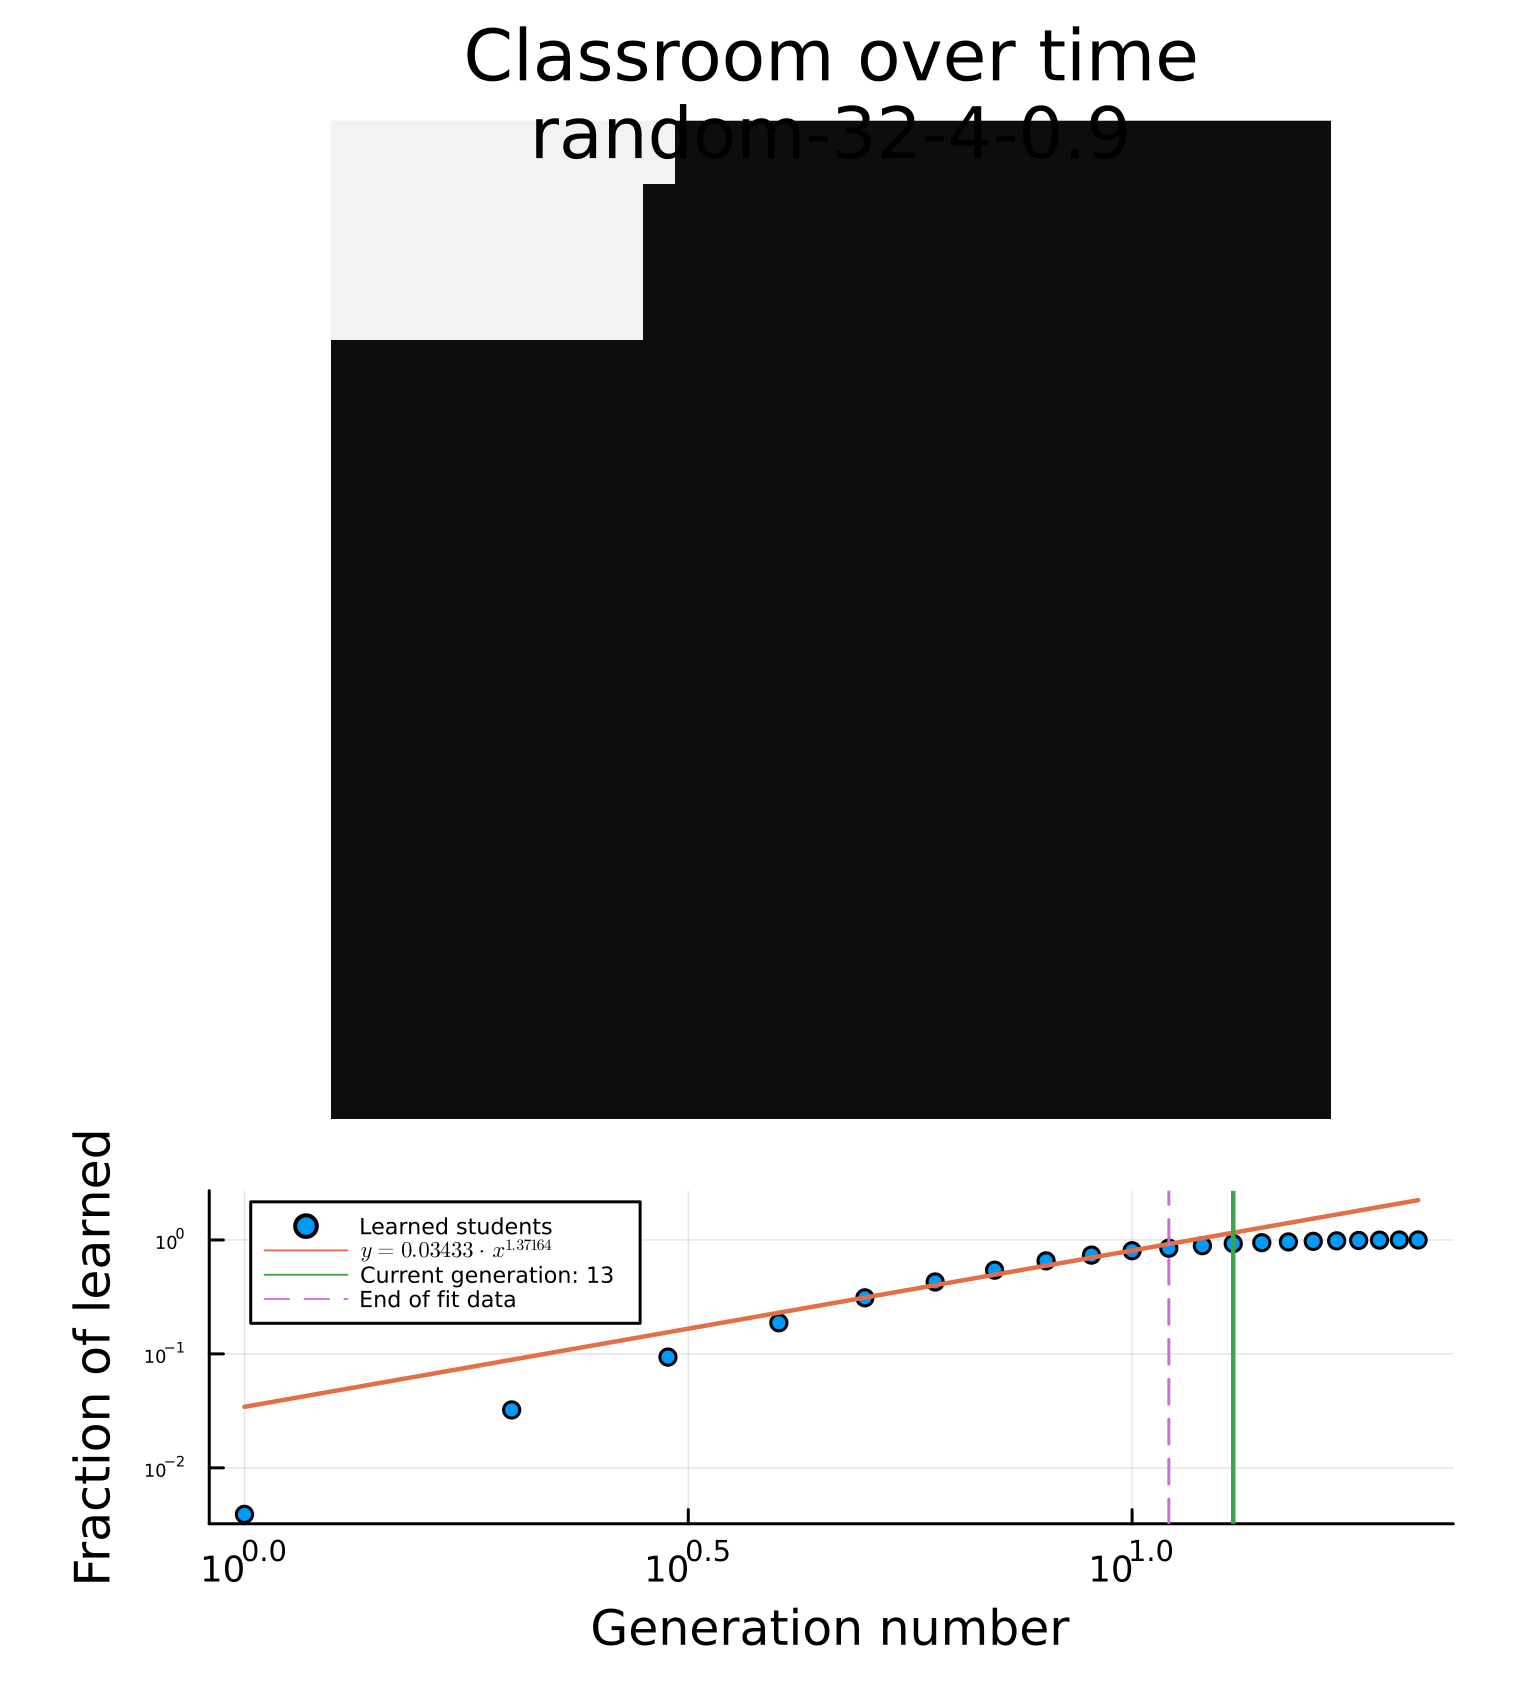 Classroom over time
random-32-4-0.9
Fraction of learned
10⁰
10⁻¹
10⁻²
Learned students
y = 0.03433 · x^1.37164
Current generation: 13
End of fit data
10^0.0
10^0.5
10^1.0
Generation number